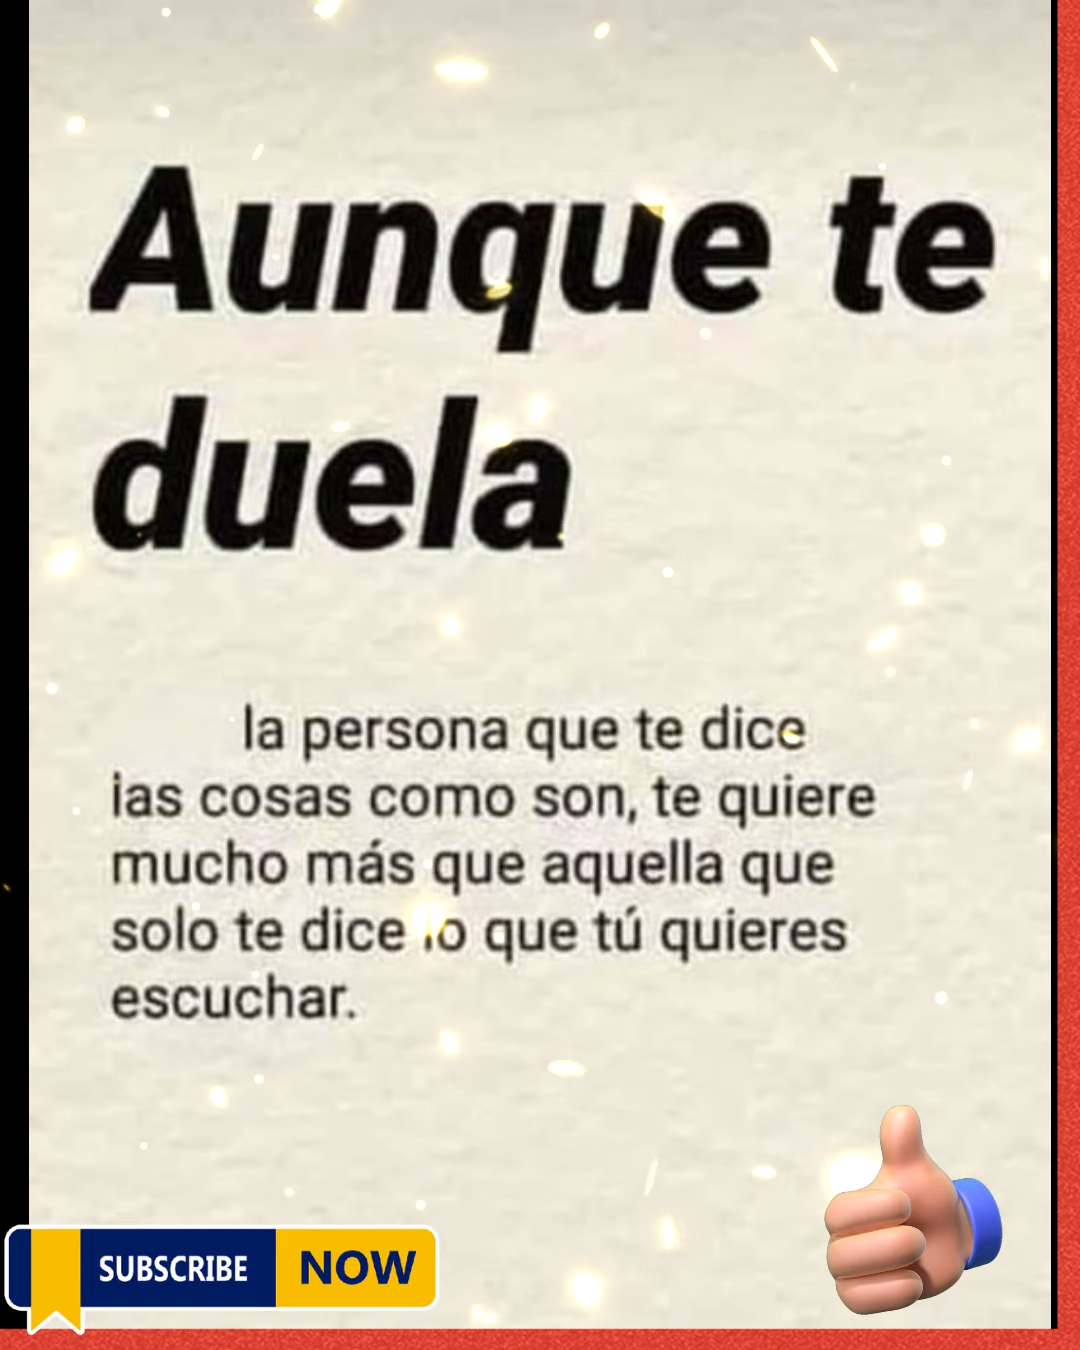 Aunque te
duela
la persona que te dice
las cosas como son, te quiere
mucho más que aquella que
solo te dice lo que tú quieres
escuchar.
SUBSCRIBE NOW